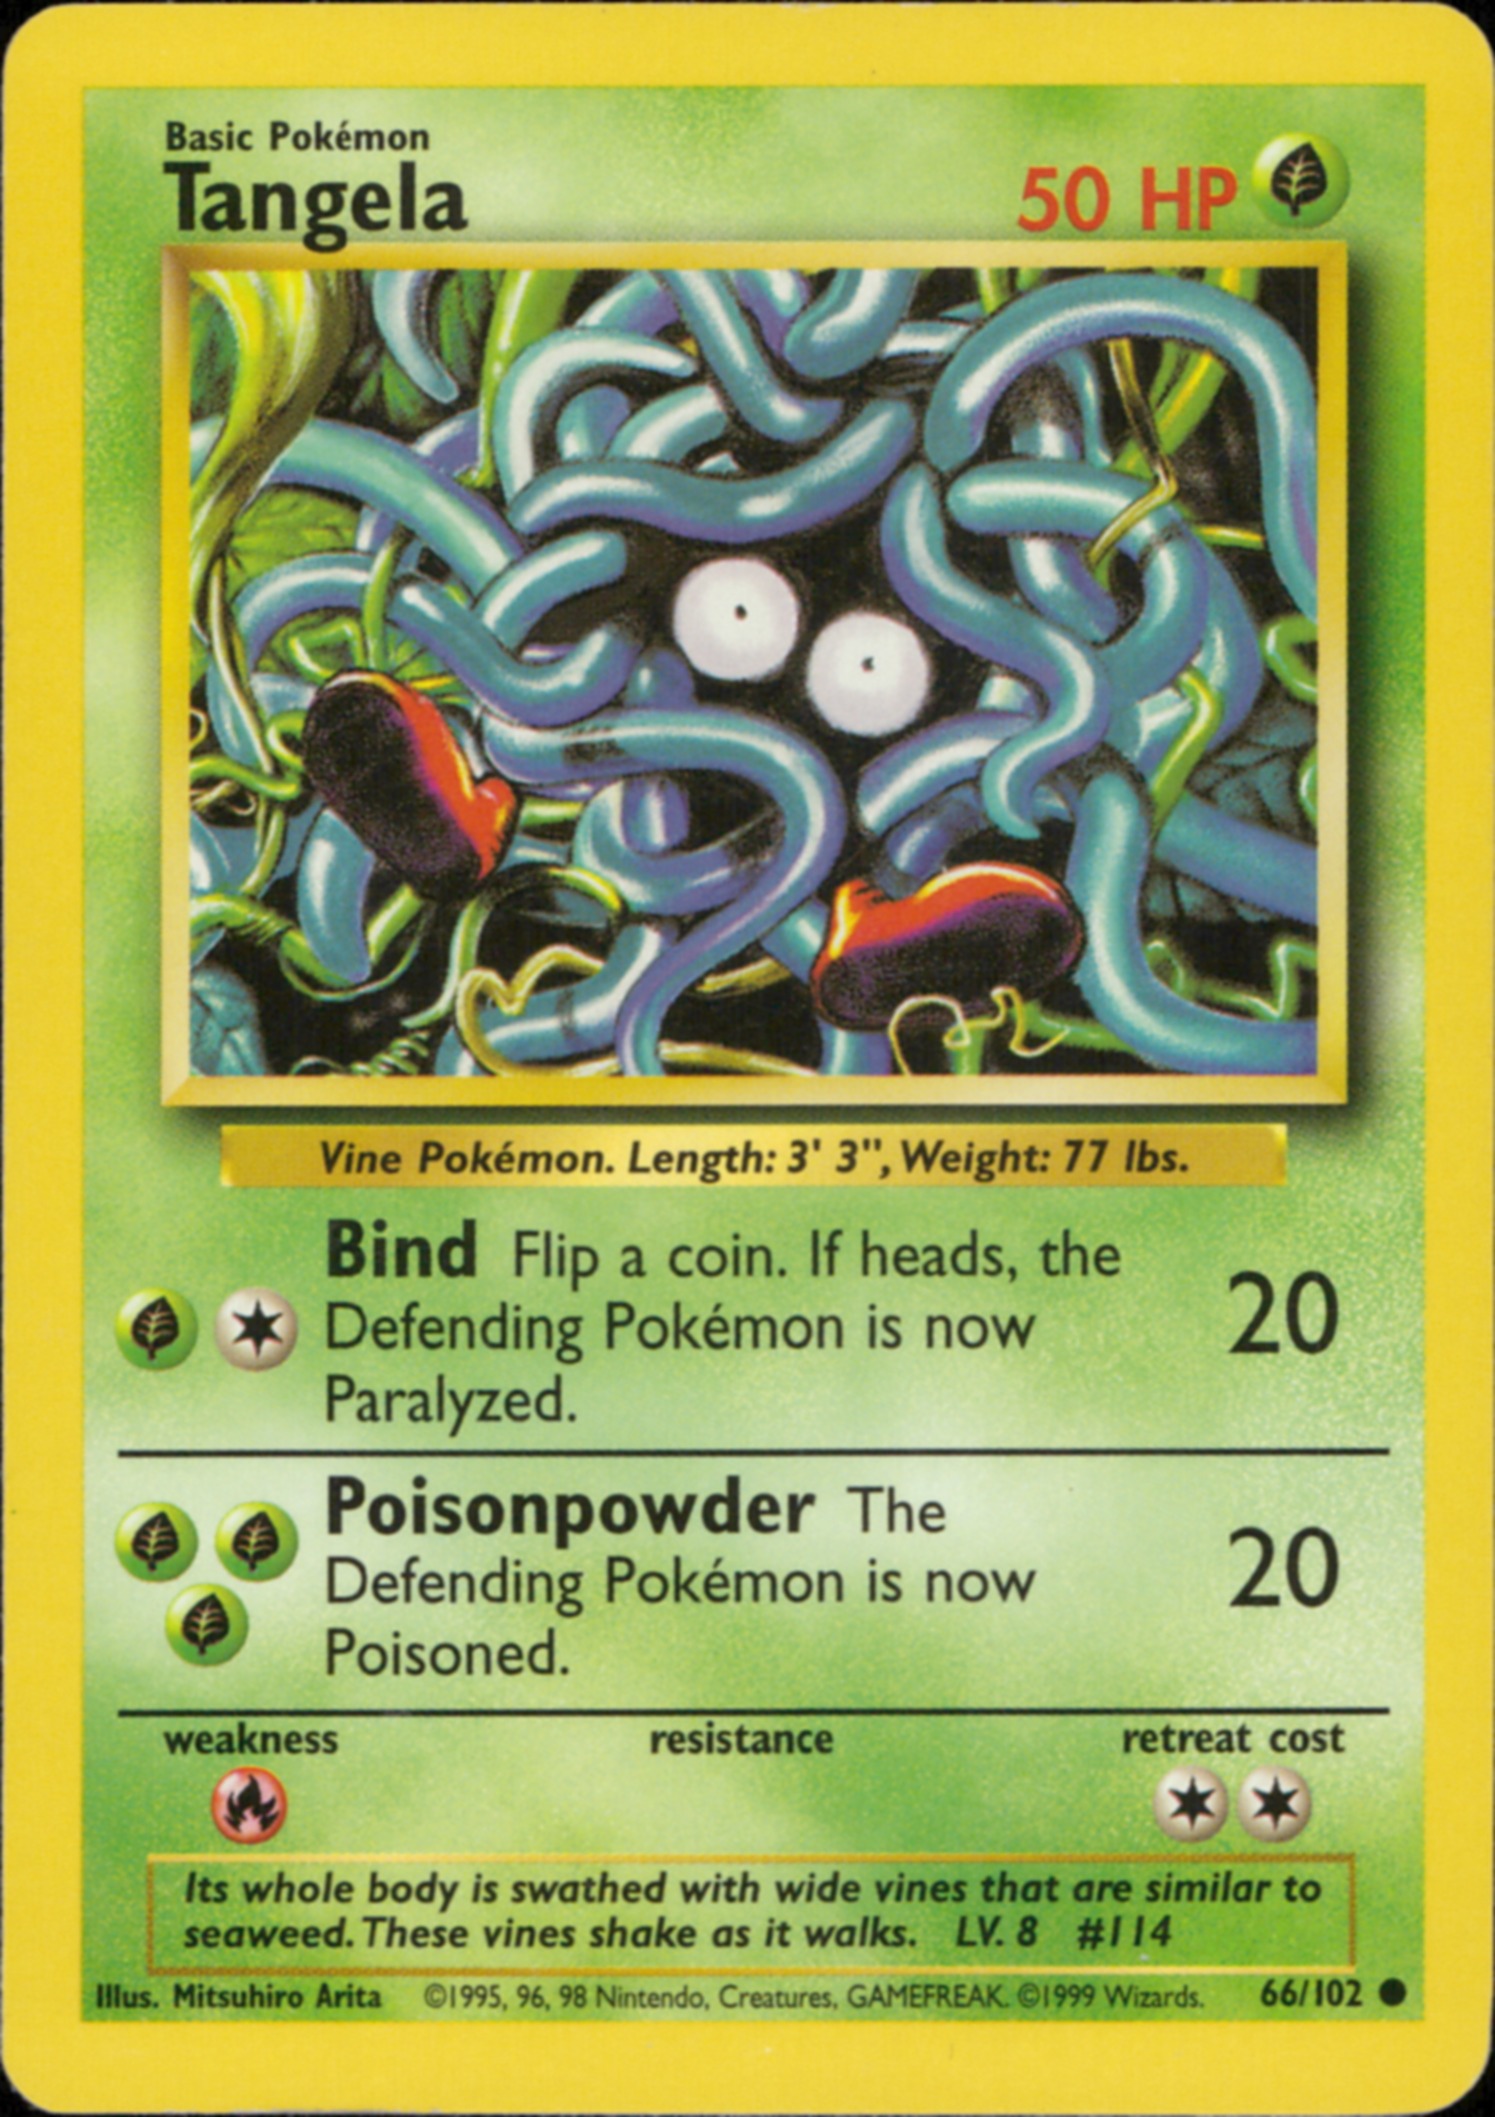 Basic Pokémon
Tangela
50 HP
Vine Pokémon. Length: 3' 3", Weight: 77 lbs.
Bind Flip a coin. If heads, the
Defending Pokémon is now
Paralyzed.
20
Poisonpowder The
Defending Pokémon is now
Poisoned.
20
weakness
resistance
retreat cost
Its whole body is swathed with wide vines that are similar to
seaweed. These vines shake as it walks. LV. 8 #114
Illus. Mitsuhiro Arita ©1995, 96, 98 Nintendo, Creatures, GAMEFREAK. ©1999 Wizards. 66/102